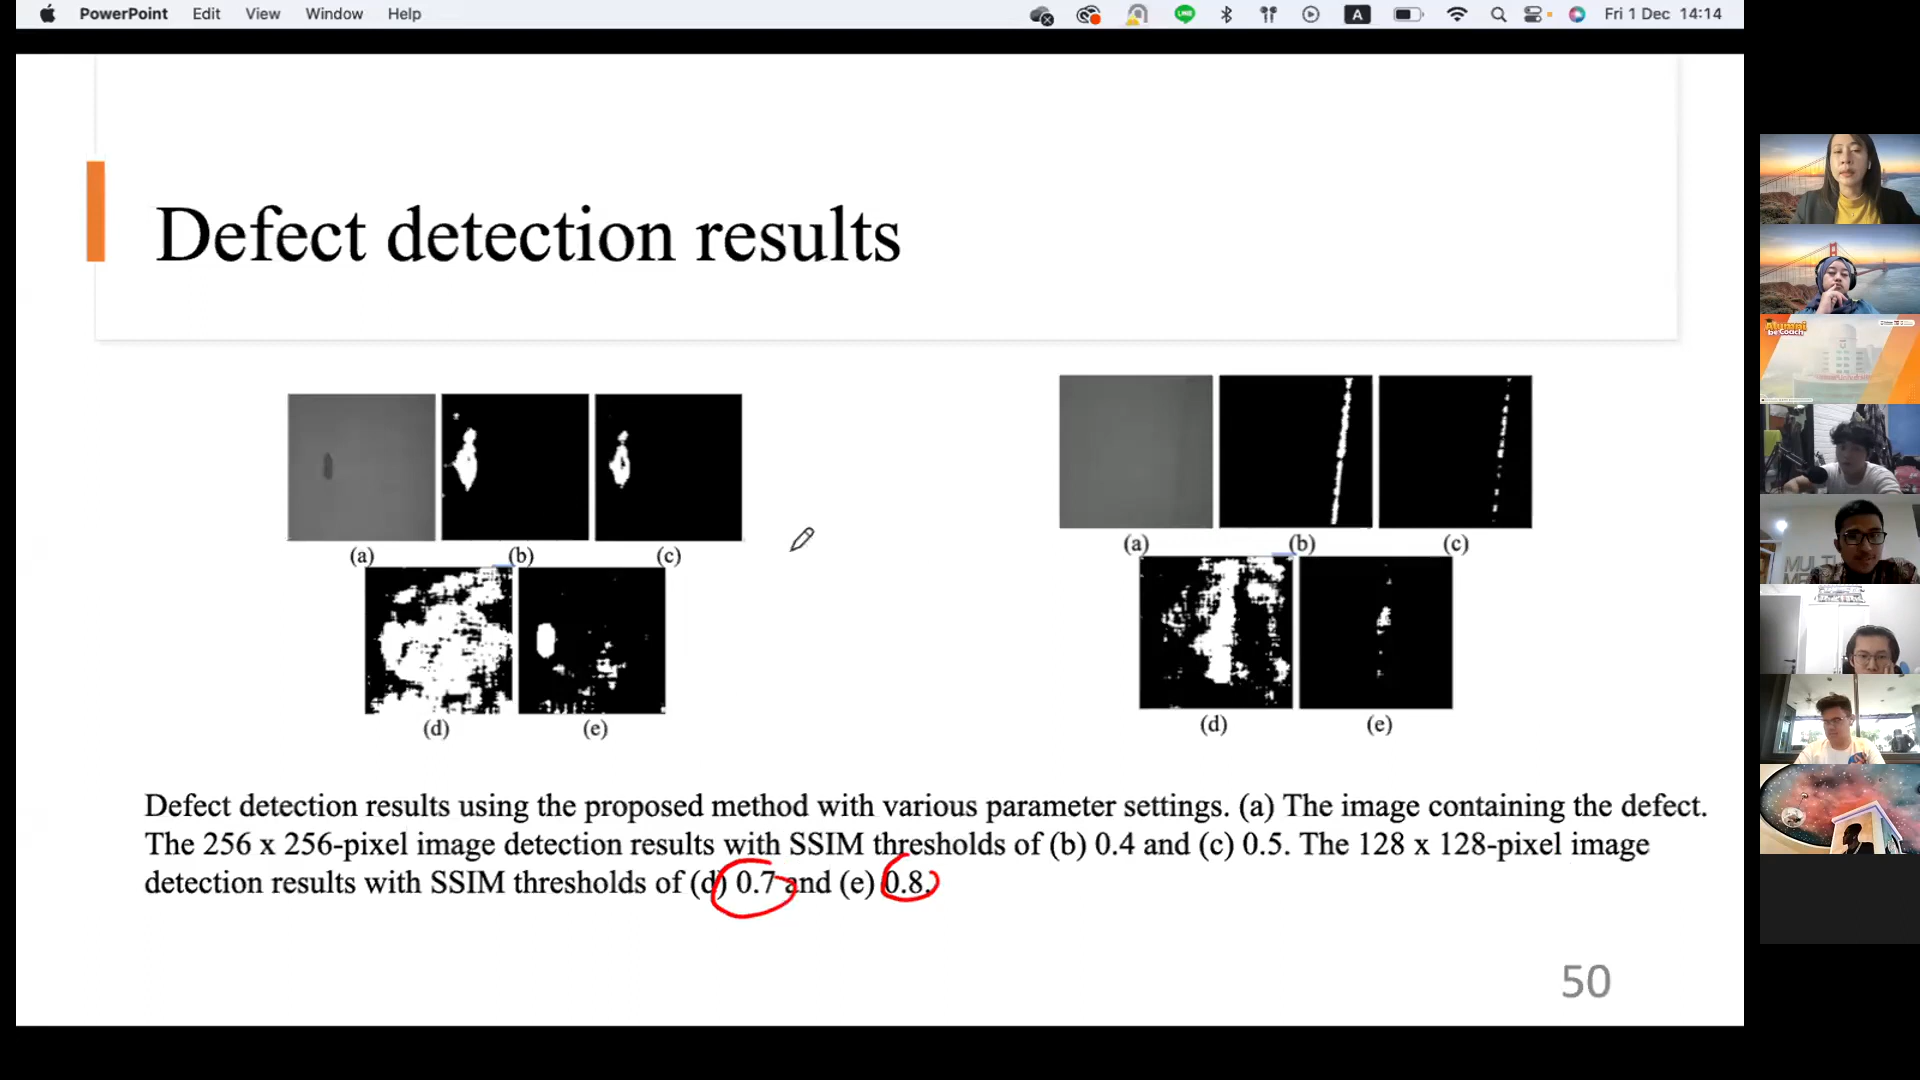 PowerPoint Edit View Window Help
A Fri 1 Dec 14:14
Defect detection results
(a) (b) (c)
(d) (e)
(a) (b) (c)
(d) (e)
Defect detection results using the proposed method with various parameter settings. (a) The image containing the defect.
The 256 x 256-pixel image detection results with SSIM thresholds of (b) 0.4 and (c) 0.5. The 128 x 128-pixel image
detection results with SSIM thresholds of (d) 0.7 and (e) 0.8.
50
Alumni
be Coach